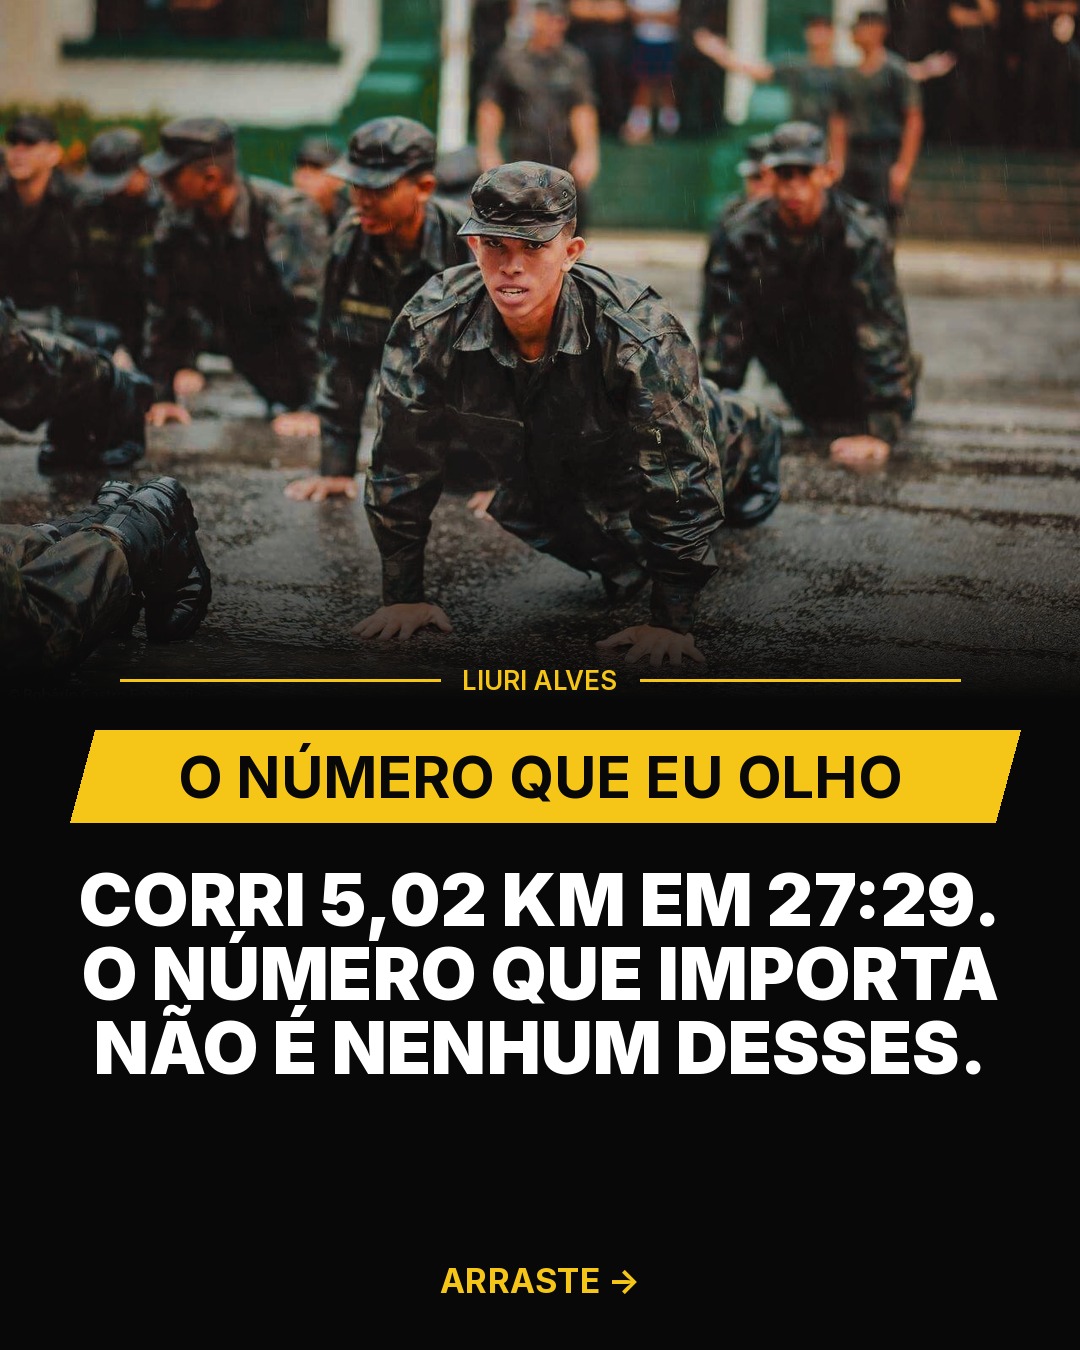 LIURI ALVES
O NÚMERO QUE EU OLHO
CORRI 5,02 KM EM 27:29.
O NÚMERO QUE IMPORTA
NÃO É NENHUM DESSES.
ARRASTE →